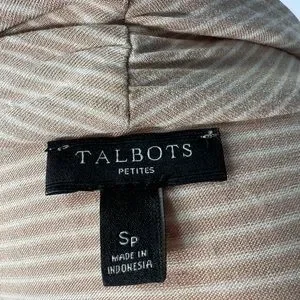 TALBOTS
PETITES
SP
MADE IN
INDONESIA